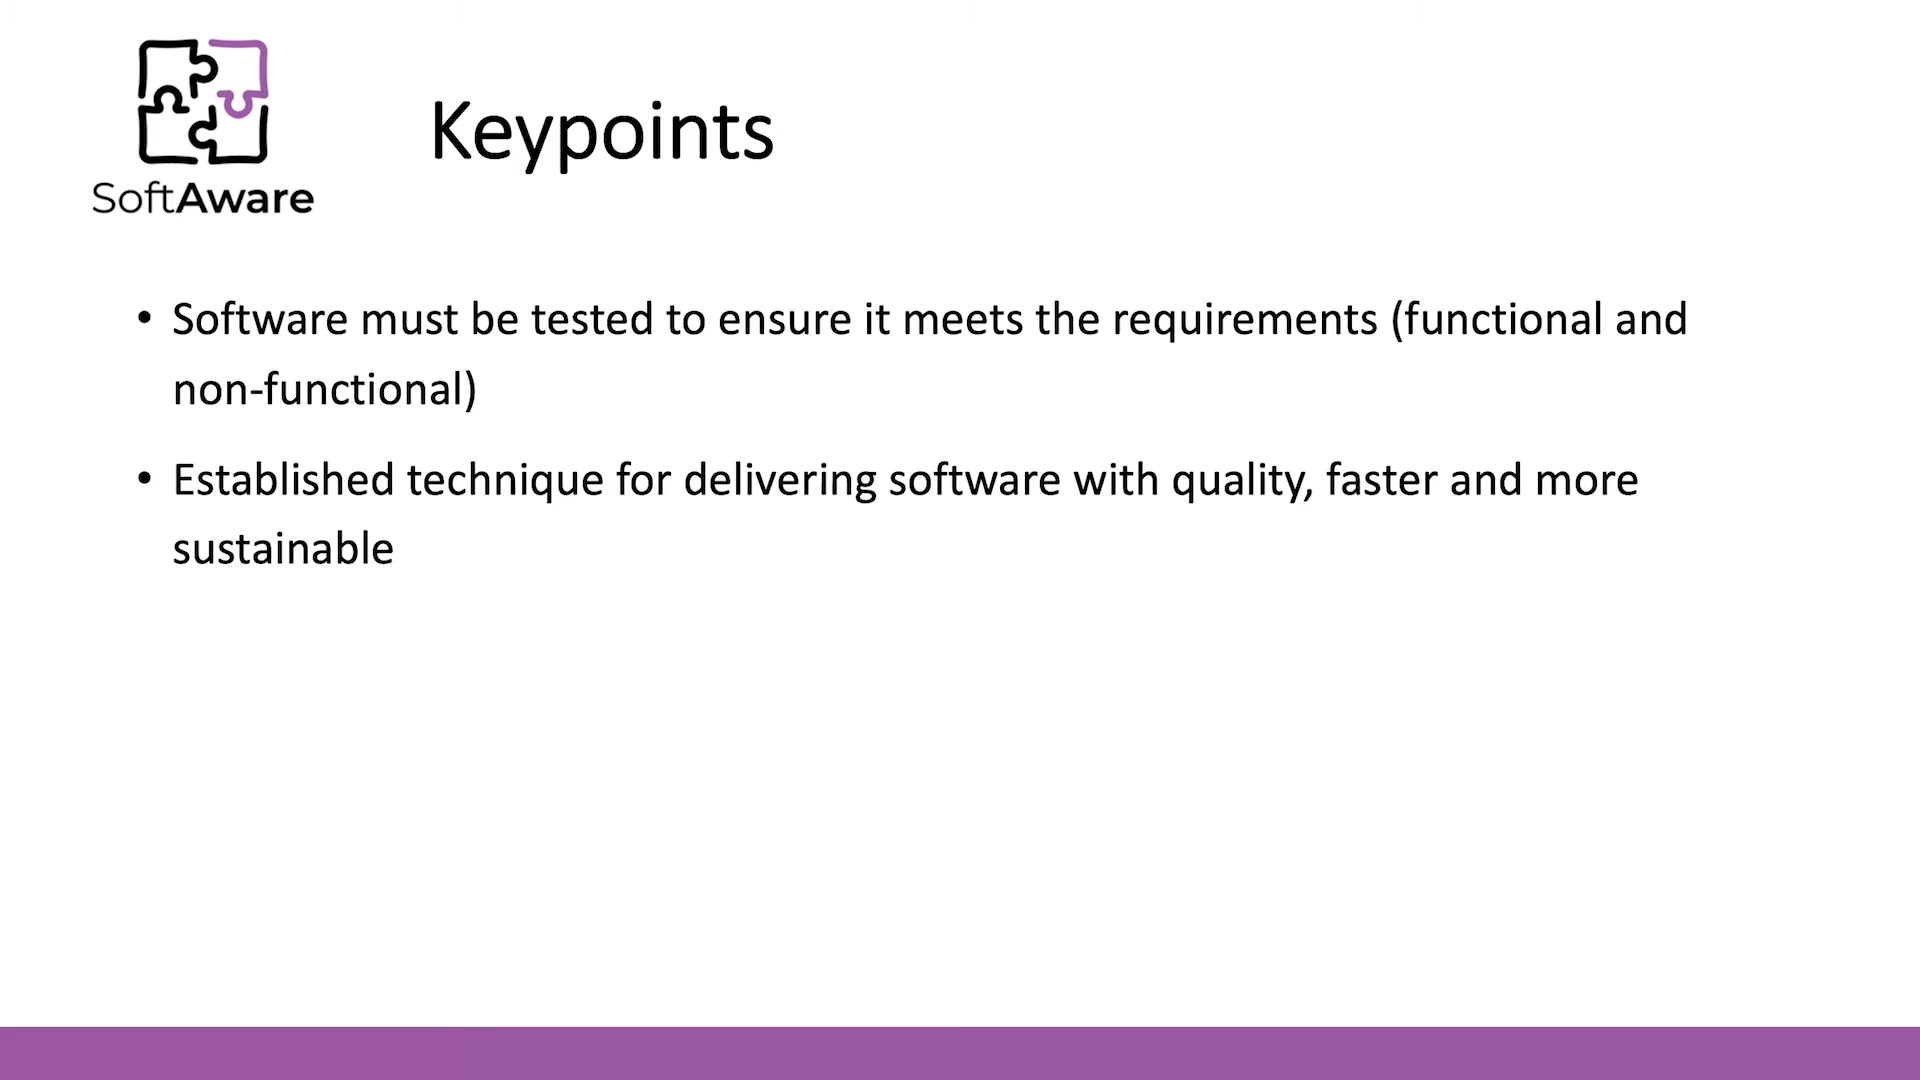 SoftAware
Keypoints
• Software must be tested to ensure it meets the requirements (functional and
non-functional)
• Established technique for delivering software with quality, faster and more
sustainable